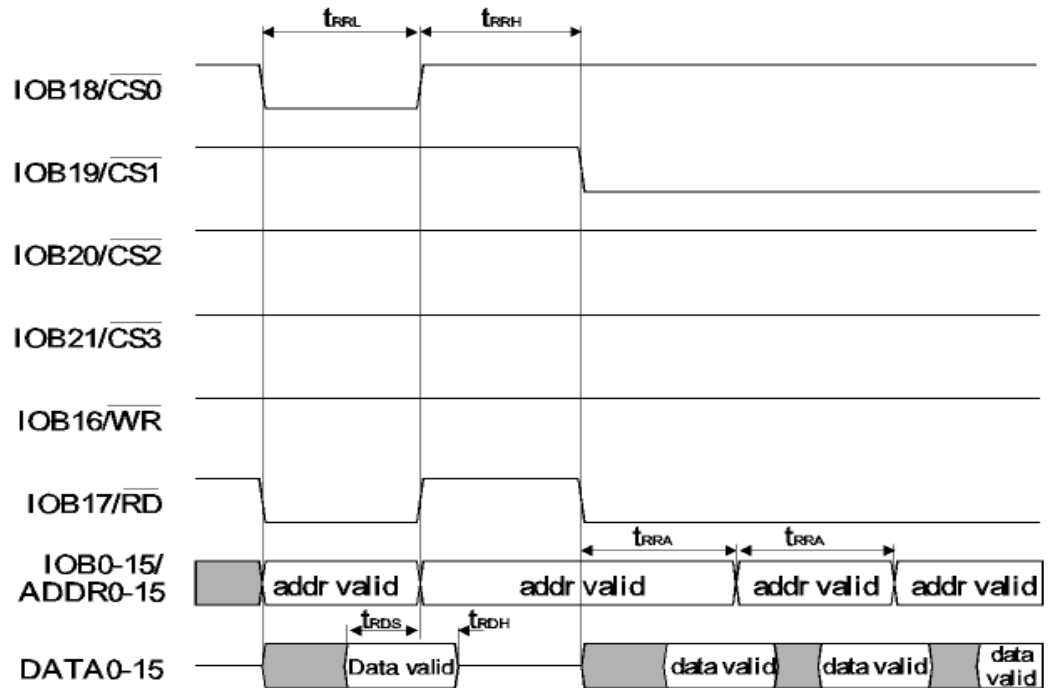 tRRL tRRH
IOB18/CS0
IOB19/CS1
IOB20/CS2
IOB21/CS3
IOB16/WR
IOB17/RD
tRRA tRRA
IOB0-15/
ADDR0-15
addr valid addr valid addr valid addr valid
tRDS tRDH
DATA0-15
Data valid data valid data valid data
valid